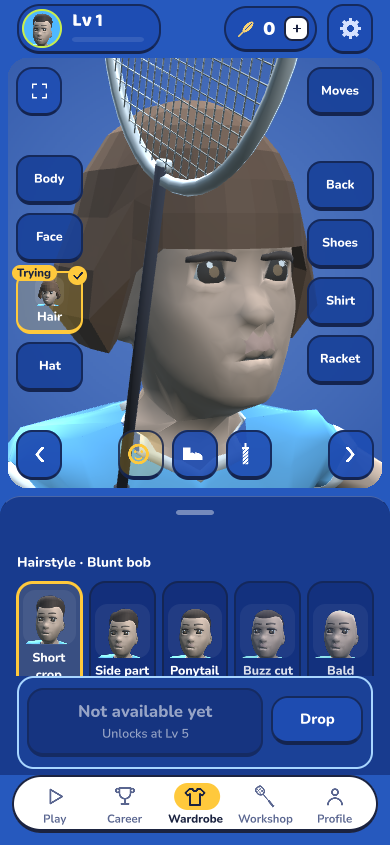 Lv 1
0
+
Moves
Body
Back
Face
Shoes
Trying
Hair
Shirt
Hat
Racket
Hairstyle · Blunt bob
Short
crop
Side part
Ponytail
Buzz cut
Bald
Not available yet
Unlocks at Lv 5
Drop
Play
Career
Wardrobe
Workshop
Profile